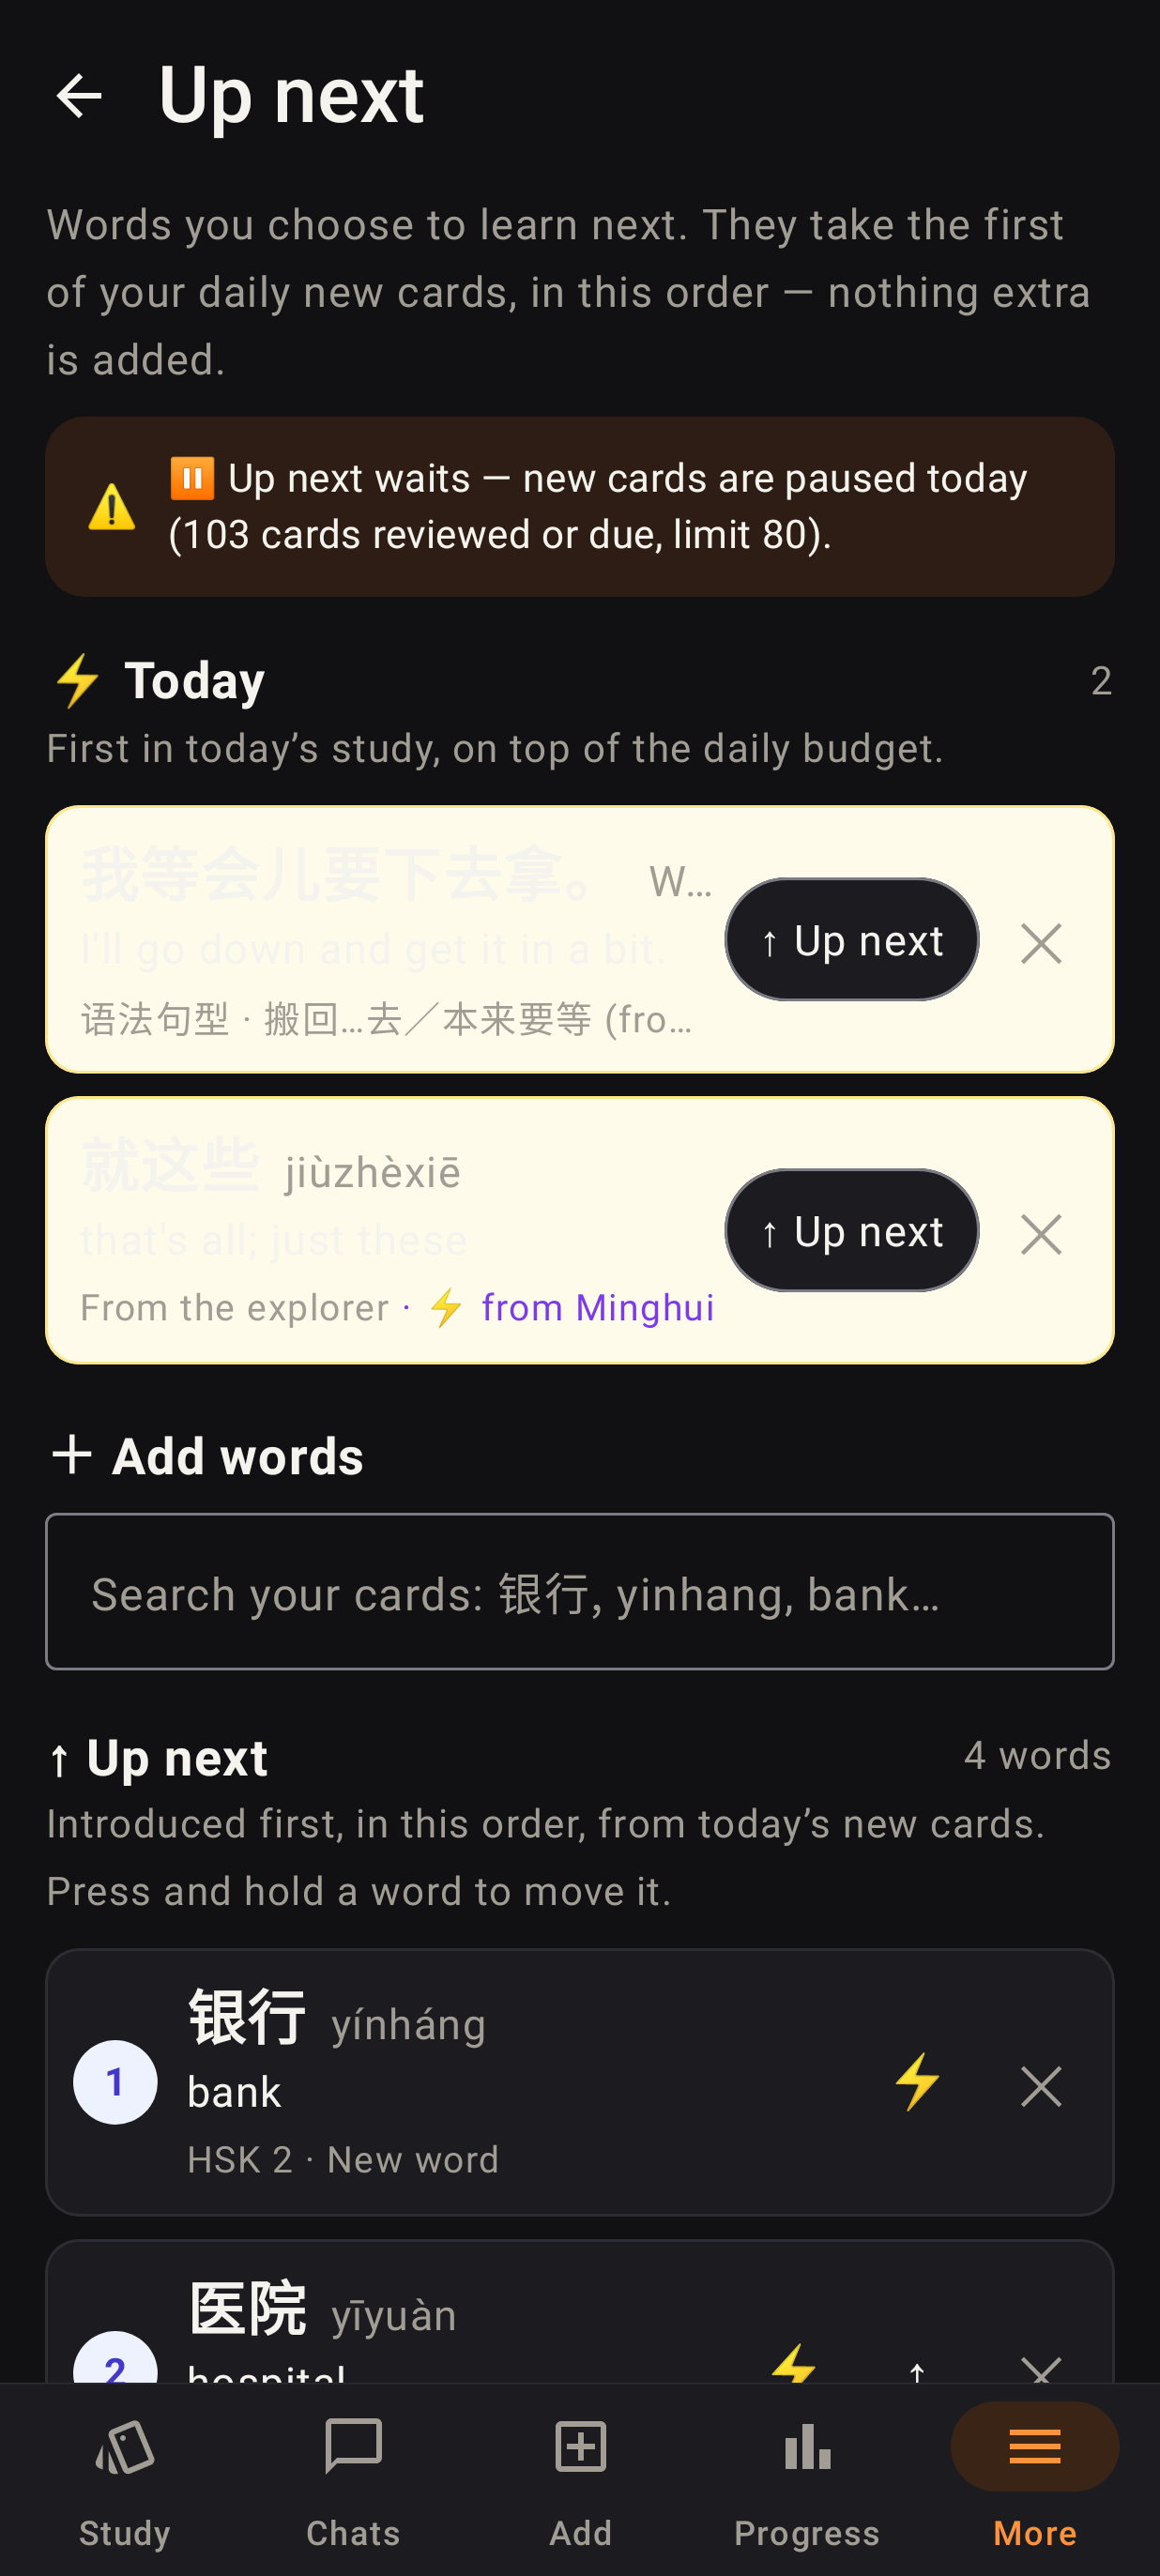 Up next
Words you choose to learn next. They take the first
of your daily new cards, in this order — nothing extra
is added.
Up next waits — new cards are paused today
(103 cards reviewed or due, limit 80).
Today
2
First in today’s study, on top of the daily budget.
我等会儿要下去拿。 W…
I'll go down and get it in a bit.
语法句型 · 搬回…去／本来要等 (fro…
↑ Up next
就这些 jiùzhèxiē
that's all; just these
From the explorer · ⚡ from Minghui
↑ Up next
+ Add words
Search your cards: 银行, yinhang, bank…
↑ Up next
4 words
Introduced first, in this order, from today’s new cards.
Press and hold a word to move it.
1
银行 yínháng
bank
HSK 2 · New word
2
医院 yīyuàn
hospital
Study
Chats
Add
Progress
More